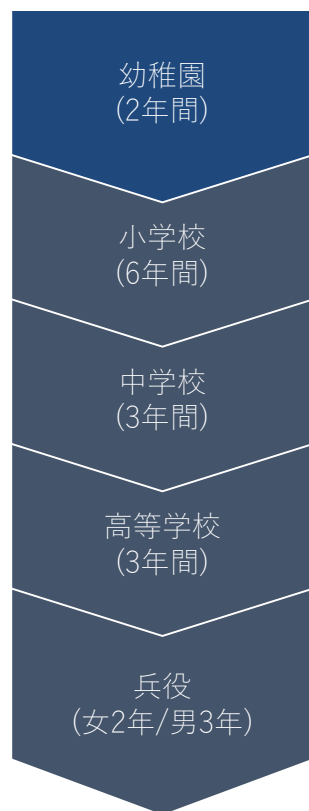 幼稚園
(2年間)
小学校
(6年間)
中学校
(3年間)
高等学校
(3年間)
兵役
(女2年/男3年)